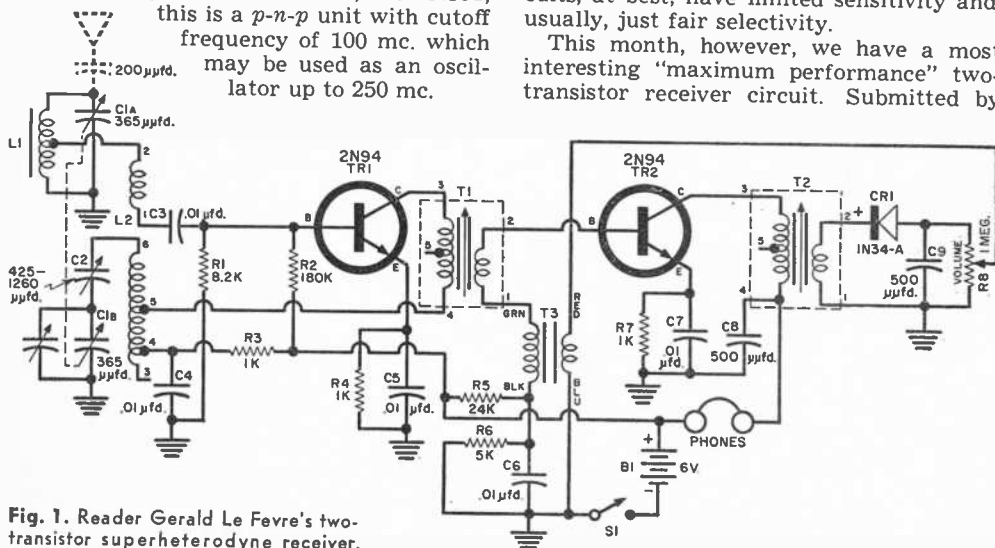 this is a p-n-p unit with cutoff
frequency of 100 mc. which
may be used as an oscil-
lator up to 250 mc.
usually, just fair selectivity.
This month, however, we have a most
interesting “maximum performance” two-
transistor receiver circuit. Submitted by
200μμfd.
C1A
365μμfd.
L1
2
L2
1
C3
.01μfd.
R1
8.2K
R2
180K
B
2N94
TR1
C
E
3
T1
5
4
2
1
425-
1260
μμfd.
C2
6
5
4
3
C1B
365
μμfd.
C4
.01μfd.
R3
1K
R4
1K
C5
.01 μfd.
GRN
T3
BLK
RED
BLU
R5
24K
R6
5K
C6
.01μfd.
B
2N94
TR2
C
E
R7
1K
C7
.01
μfd.
C8
500 μμfd.
3
T2
5
4
2
1
+
CR1
1N34-A
C9
500
μμfd.
VOLUME
R8 1 MEG.
PHONES
+
B1
6V.
-
S1
Fig. 1. Reader Gerald Le Fevre's two-
transistor superheterodyne receiver.